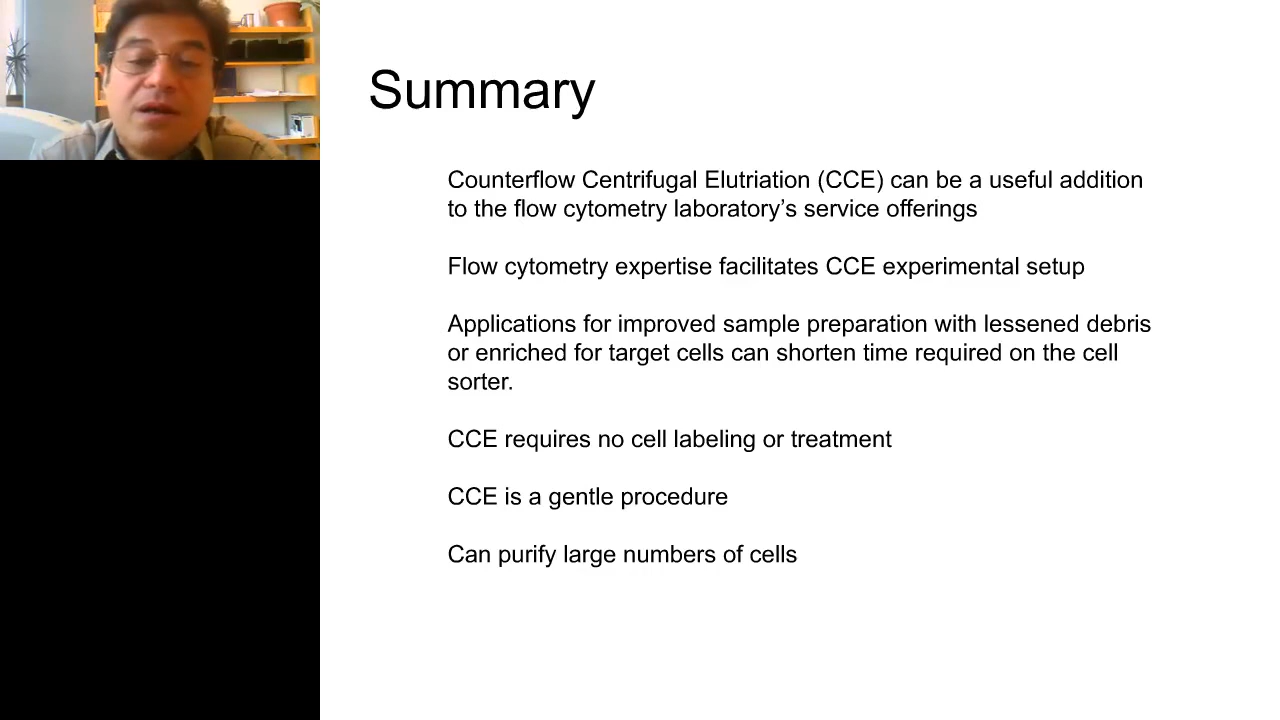 Summary
Counterflow Centrifugal Elutriation (CCE) can be a useful addition
to the flow cytometry laboratory’s service offerings
Flow cytometry expertise facilitates CCE experimental setup
Applications for improved sample preparation with lessened debris
or enriched for target cells can shorten time required on the cell
sorter.
CCE requires no cell labeling or treatment
CCE is a gentle procedure
Can purify large numbers of cells